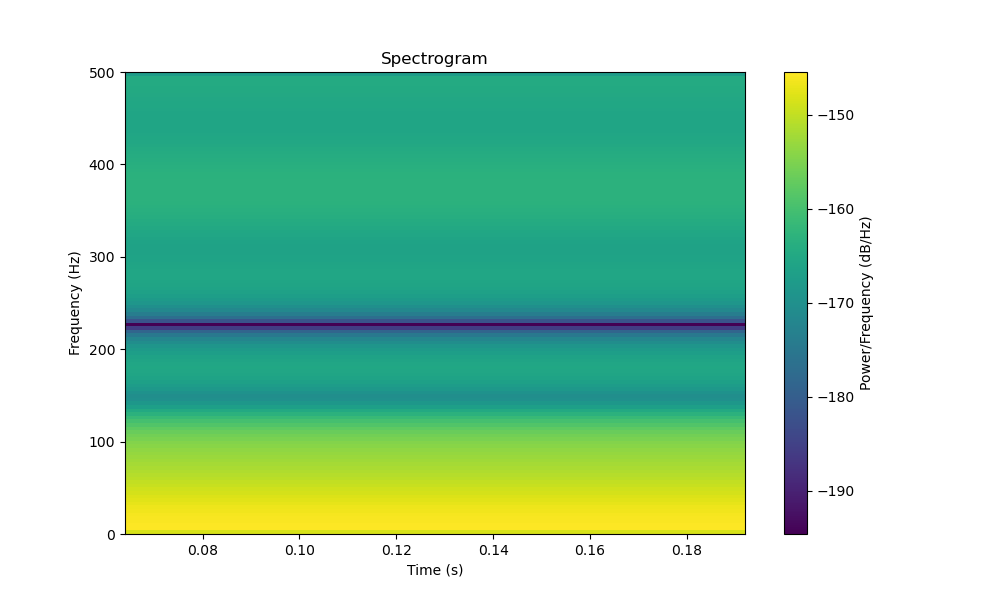 Spectrogram
500
400
300
200
100
0
Frequency (Hz)
0.08 0.10 0.12 0.14 0.16 0.18
Time (s)
−150
−160
−170
−180
−190
Power/Frequency (dB/Hz)